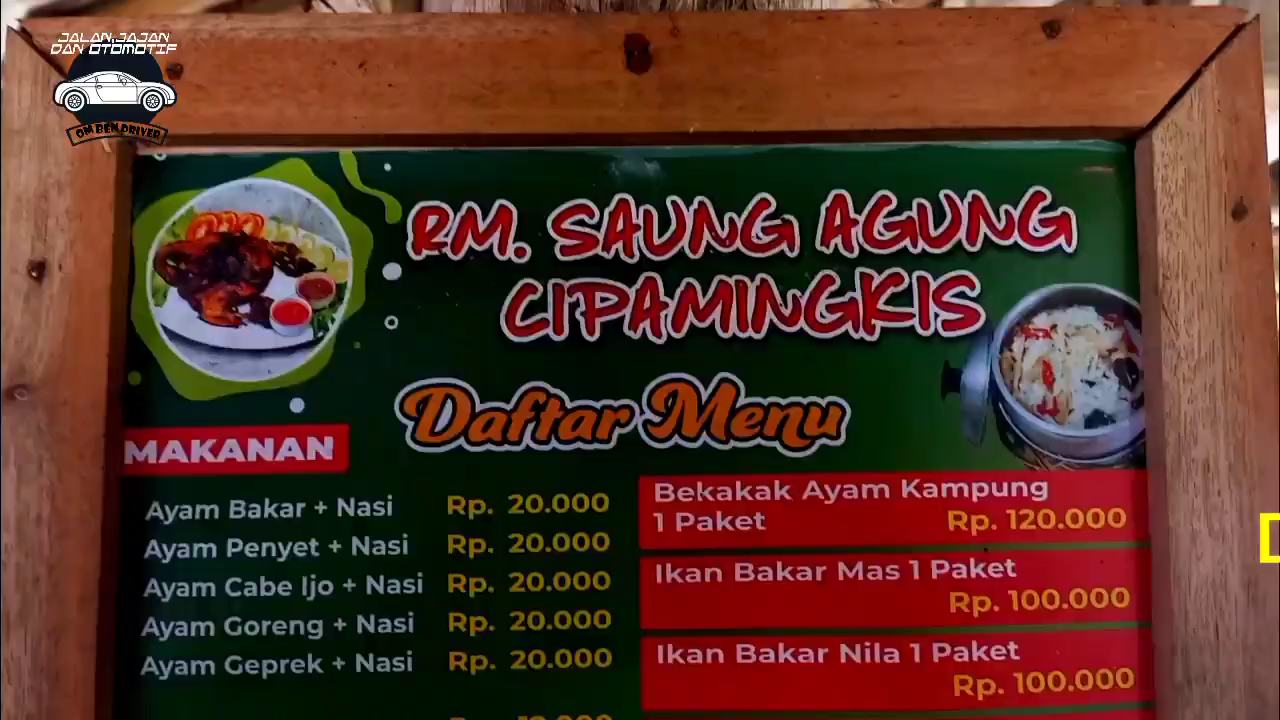 JALAN,JAJAN
DAN OTOMOTIF
OM BEN DRIVER
RM. SAUNG AGUNG
CIPAMINGKIS
Daftar Menu
MAKANAN
Ayam Bakar + Nasi Rp. 20.000
Ayam Penyet + Nasi Rp. 20.000
Ayam Cabe Ijo + Nasi Rp. 20.000
Ayam Goreng + Nasi Rp. 20.000
Ayam Geprek + Nasi Rp. 20.000
Bekakak Ayam Kampung
1 Paket Rp. 120.000
Ikan Bakar Mas 1 Paket
Rp. 100.000
Ikan Bakar Nila 1 Paket
Rp. 100.000